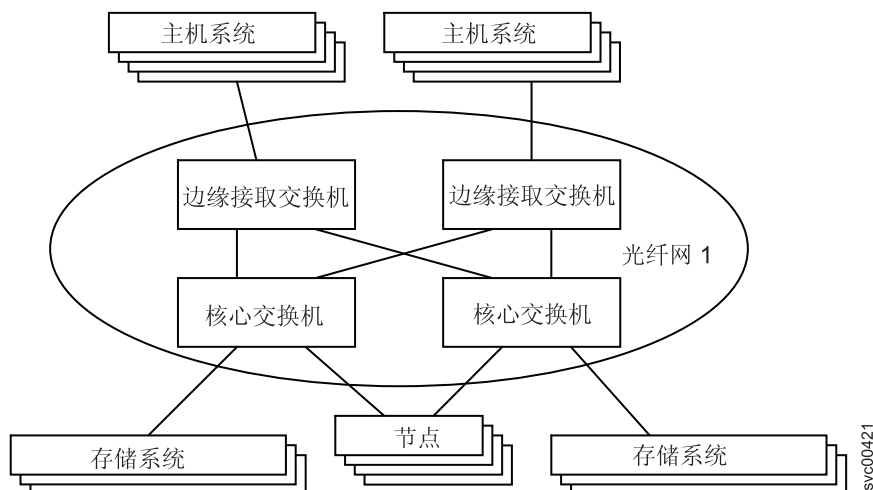 主机系统
主机系统
边缘接取交换机
边缘接取交换机
光纤网 1
核心交换机
核心交换机
节点
存储系统
存储系统
svc00421